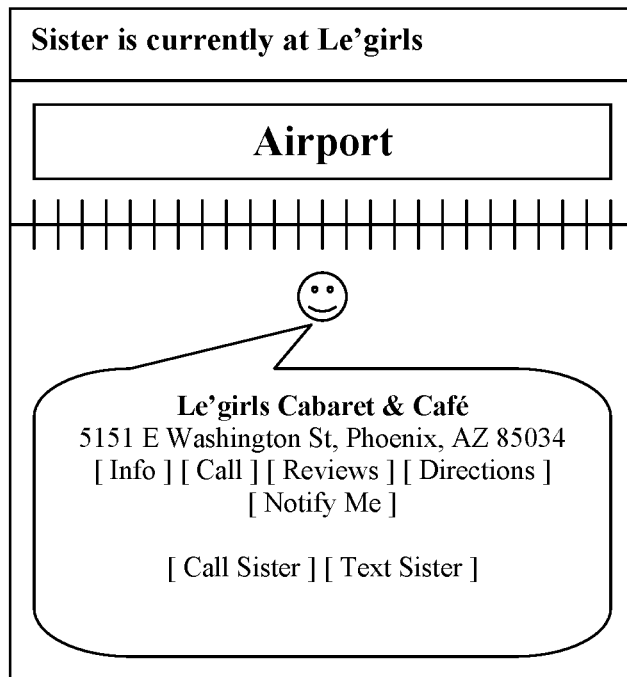 Sister is currently at Le’girls
Airport
Le’girls Cabaret & Café
5151 E Washington St, Phoenix, AZ 85034
[ Info ] [ Call ] [ Reviews ] [ Directions ]
[ Notify Me ]
[ Call Sister ] [ Text Sister ]